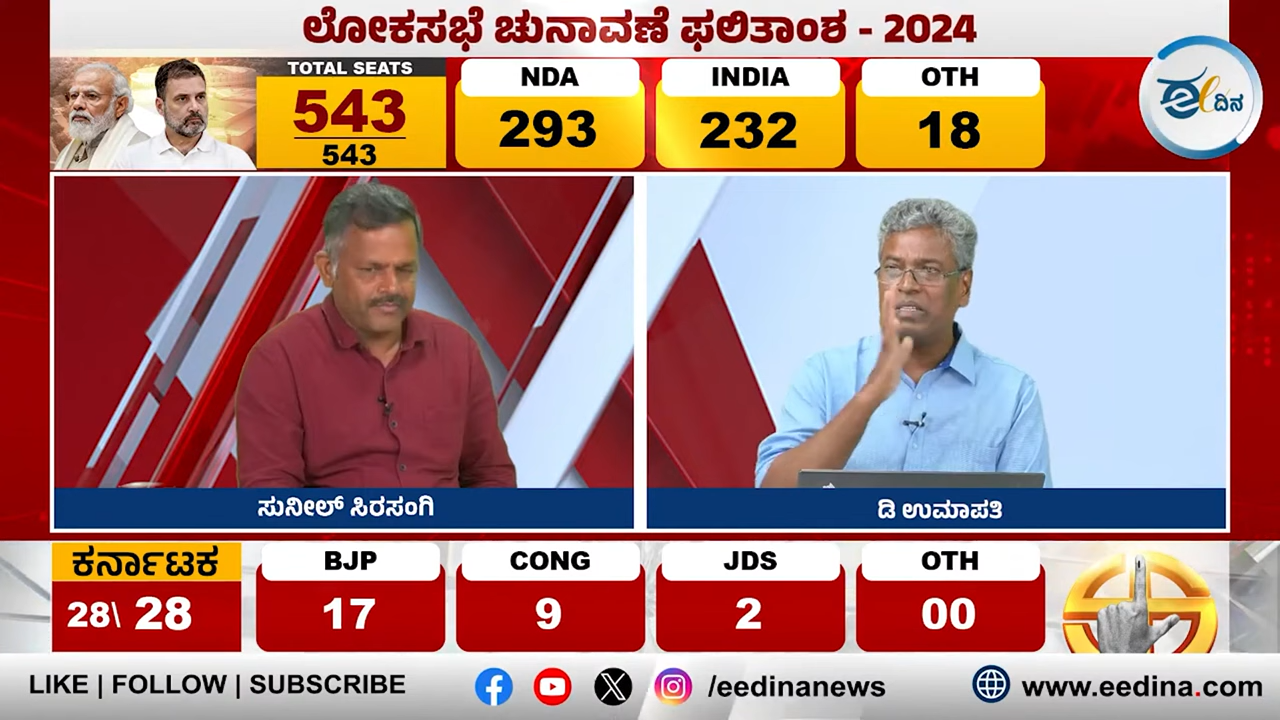 ಲೋಕಸಭೆ ಚುನಾವಣೆ ಫಲಿತಾಂಶ - 2024
TOTAL SEATS
543
543
NDA
293
INDIA
232
OTH
18
eಲ ದಿನ
ಸುನೀಲ್ ಸಿರಸಂಗಿ
ಡಿ ಉಮಾಪತಿ
ಕರ್ನಾಟಕ
28\ 28
BJP
17
CONG
9
JDS
2
OTH
00
LIKE | FOLLOW | SUBSCRIBE
/eedinanews
www.eedina.com